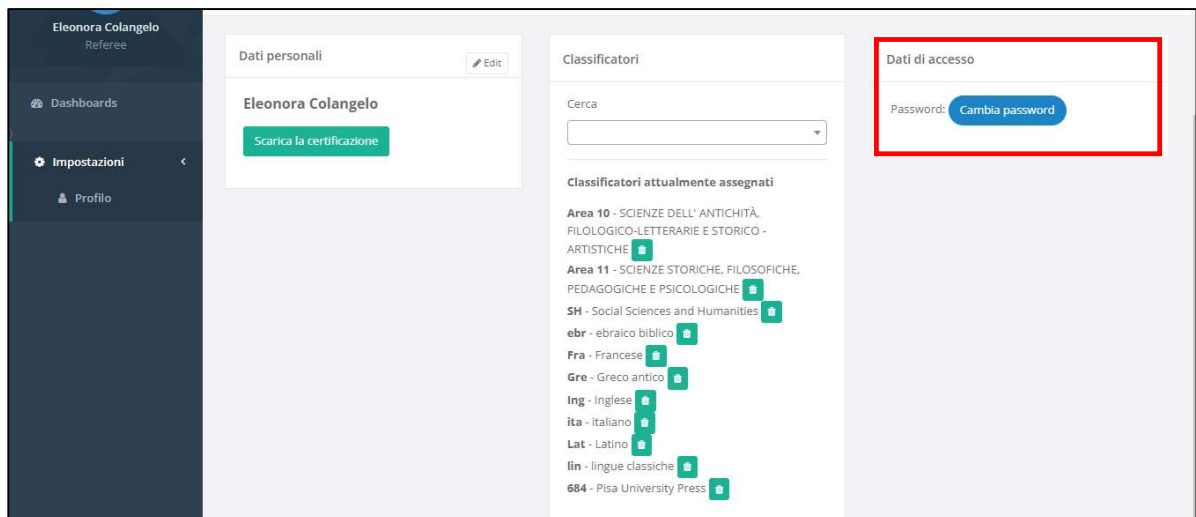 Eleonora Colangelo
Referee
Dashboards
Impostazioni
Profilo
Dati personali
Edit
Eleonora Colangelo
Scarica la certificazione
Classificatori
Cerca
Classificatori attualmente assegnati
Area 10 - SCIENZE DELL' ANTICHITÀ,
FILOLOGICO-LETTERARIE E STORICO -
ARTISTICHE
Area 11 - SCIENZE STORICHE, FILOSOFICHE,
PEDAGOGICHE E PSICOLOGICHE
SH - Social Sciences and Humanities
ebr - ebraico biblico
Fra - Francese
Gre - Greco antico
Ing - Inglese
ita - italiano
Lat - Latino
lin - lingue classiche
684 - Pisa University Press
Dati di accesso
Password: Cambia password